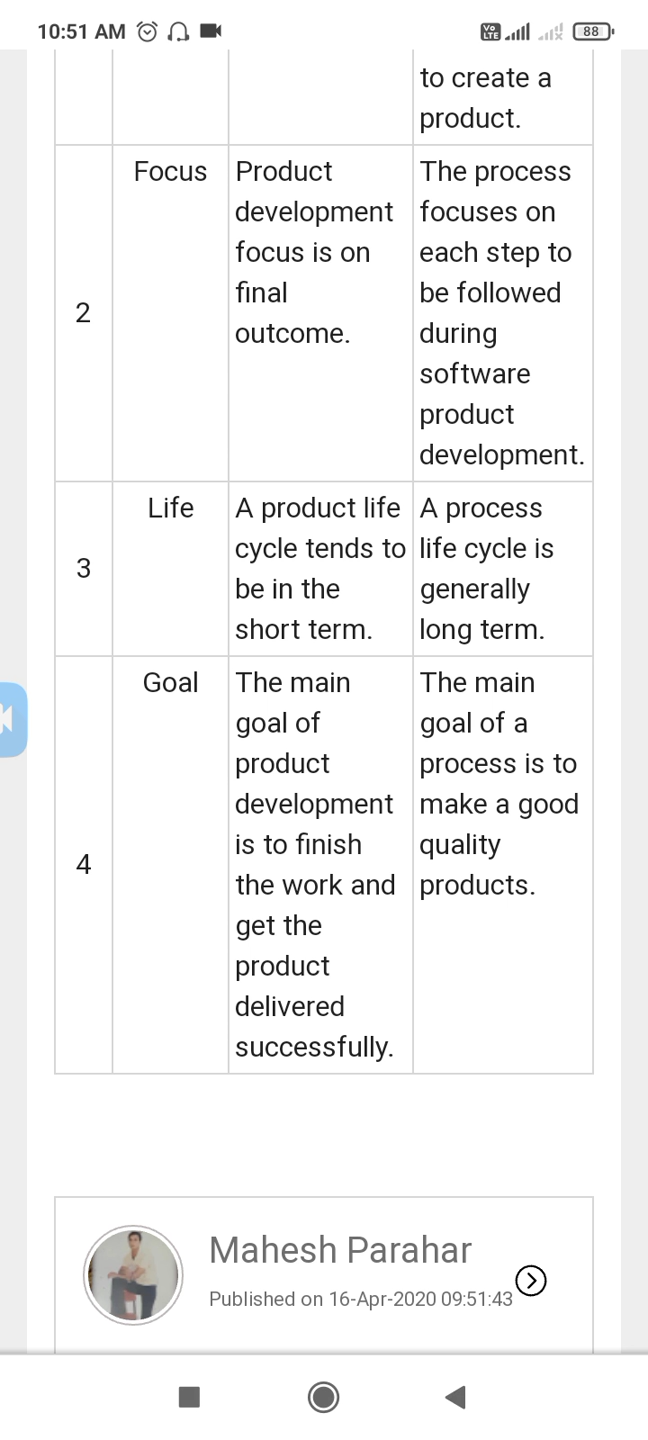 10:51 AM
Vo LTE
88
to create a
product.
2
Focus
Product
development
focus is on
final
outcome.
The process
focuses on
each step to
be followed
during
software
product
development.
3
Life
A product life
cycle tends to
be in the
short term.
A process
life cycle is
generally
long term.
4
Goal
The main
goal of
product
development
is to finish
the work and
get the
product
delivered
successfully.
The main
goal of a
process is to
make a good
quality
products.
Mahesh Parahar
Published on 16-Apr-2020 09:51:43